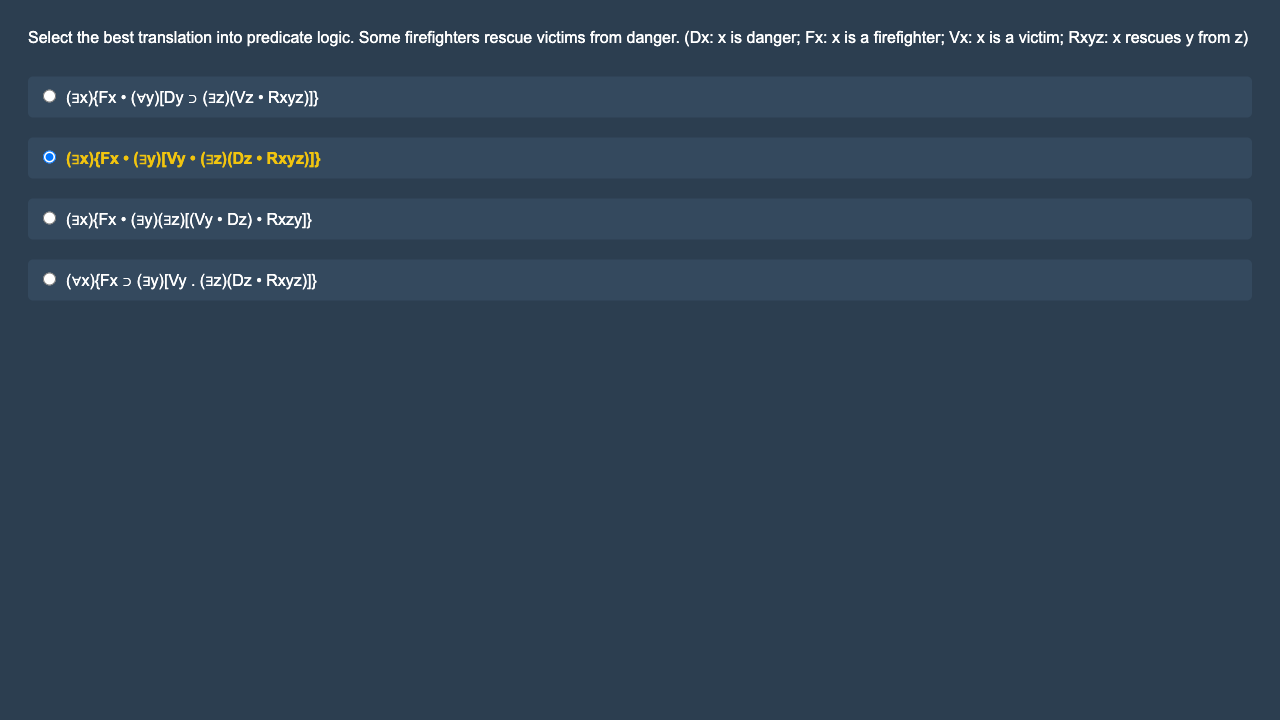 Select the best translation into predicate logic. Some firefighters rescue victims from danger. (Dx: x is danger; Fx: x is a firefighter; Vx: x is a victim; Rxyz: x rescues y from z)
(∃x){Fx • (∀y)[Dy ⊃ (∃z)(Vz • Rxyz)]}
(∃x){Fx • (∃y)[Vy • (∃z)(Dz • Rxyz)]}
(∃x){Fx • (∃y)(∃z)[(Vy • Dz) • Rxzy]}
(∀x){Fx ⊃ (∃y)[Vy . (∃z)(Dz • Rxyz)]}